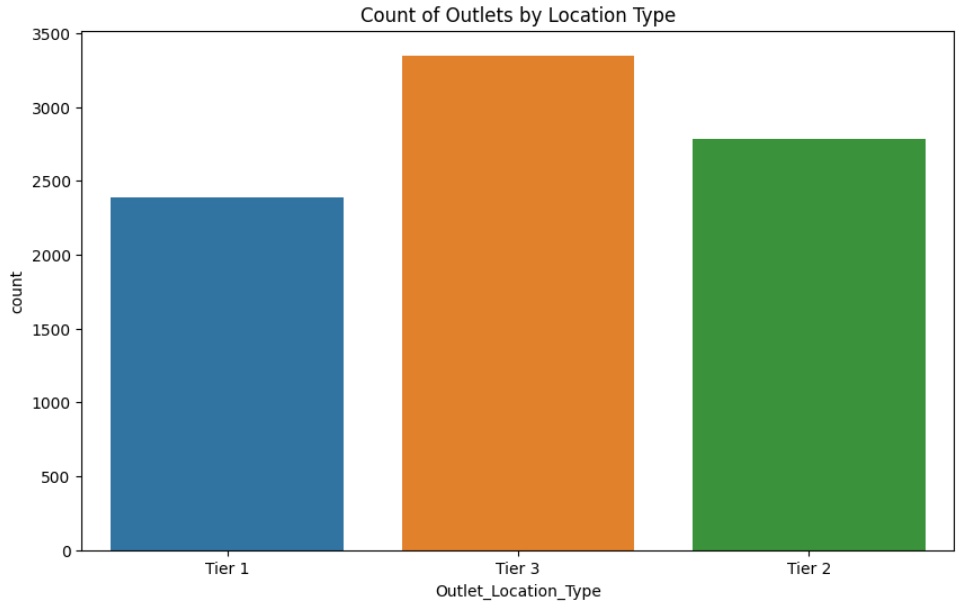 Count of Outlets by Location Type
3500
3000
2500
2000
1500
1000
500
0
count
Tier 1
Tier 3
Tier 2
Outlet_Location_Type